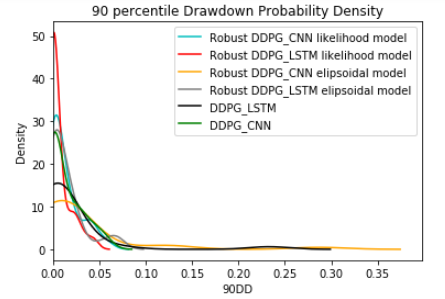 90 percentile Drawdown Probability Density
Robust DDPG_CNN likelihood model
Robust DDPG_LSTM likelihood model
Robust DDPG_CNN elipsoidal model
Robust DDPG_LSTM elipsoidal model
DDPG_LSTM
DDPG_CNN
Density
50
40
30
20
10
0
0.00 0.05 0.10 0.15 0.20 0.25 0.30 0.35
90DD